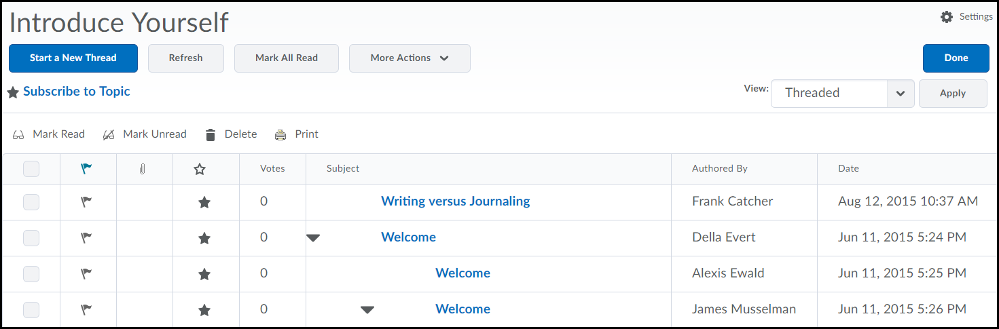 Introduce Yourself
Settings
Start a New Thread Refresh Mark All Read More Actions Done
Subscribe to Topic
View: Threaded Apply
Mark Read Mark Unread Delete Print
Votes Subject Authored By Date
0 Writing versus Journaling Frank Catcher Aug 12, 2015 10:37 AM
0 Welcome Della Evert Jun 11, 2015 5:24 PM
0 Welcome Alexis Ewald Jun 11, 2015 5:25 PM
0 Welcome James Musselman Jun 11, 2015 5:26 PM